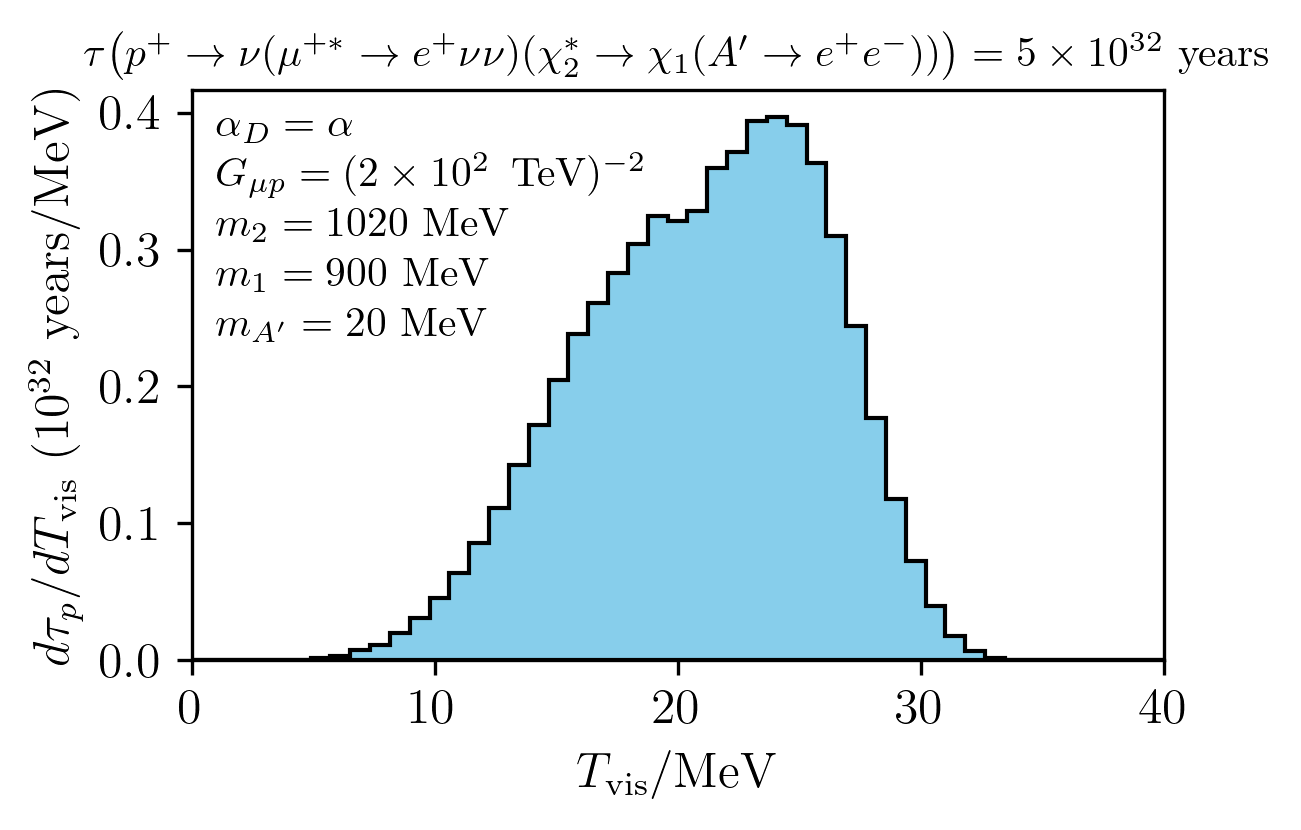 τ(p⁺ → ν(μ⁺* → e⁺νν)(χ₂* → χ₁(A′ → e⁺e⁻))) = 5 × 10³² years
dτₚ/dT_vis (10³² years/MeV)
0.4
0.3
0.2
0.1
0.0
α_D = α
G_μp = (2 × 10² TeV)⁻²
m₂ = 1020 MeV
m₁ = 900 MeV
m_A′ = 20 MeV
0 10 20 30 40
T_vis/MeV